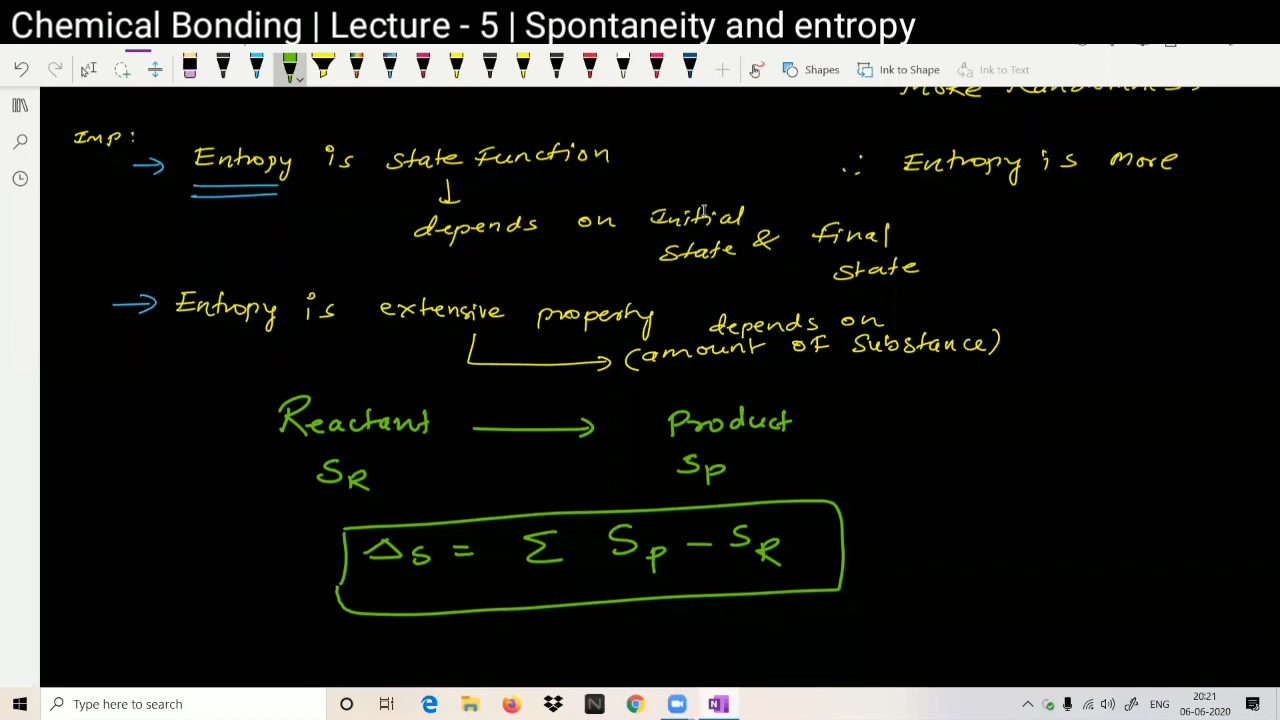 Chemical Bonding | Lecture - 5 | Spontaneity and entropy
Shapes
Ink to Shape
Ink to Text
More Randomness
Imp:
→ Entropy is state Function
∴ Entropy is more
↓
depends on Initial state & final state
→ Entropy is extensive property depends on
(amount of substance)
Reactant → Product
SR SP
Δs = Σ SP - SR
Type here to search
ENG
20:21
06-06-2020